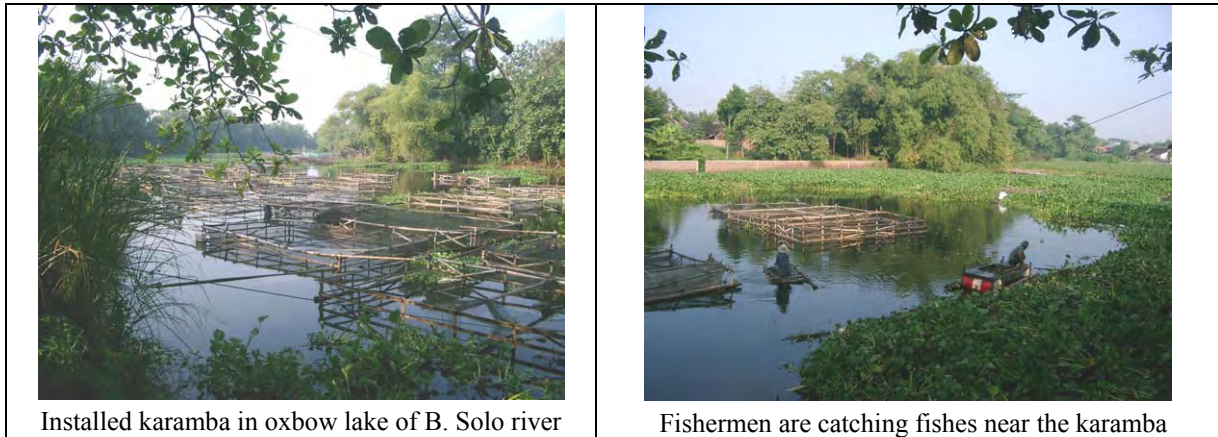 Installed karamba in oxbow lake of B. Solo river
Fishermen are catching fishes near the karamba